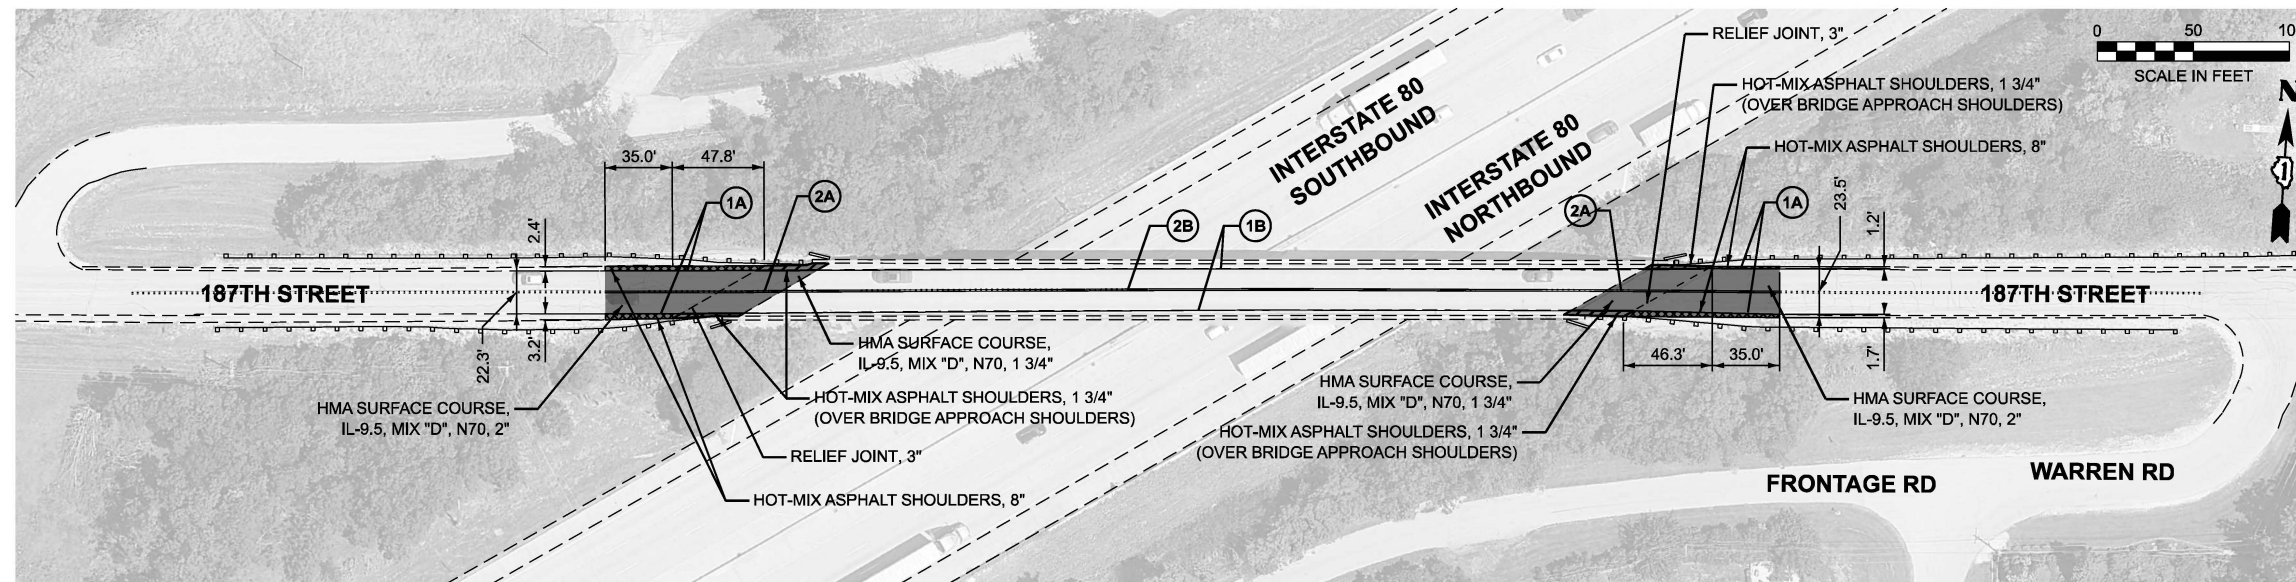 RELIEF JOINT, 3"
0 50 10
SCALE IN FEET
N
HOT-MIX ASPHALT SHOULDERS, 1 3/4"
(OVER BRIDGE APPROACH SHOULDERS)
HOT-MIX ASPHALT SHOULDERS, 8"
INTERSTATE 80
SOUTHBOUND
INTERSTATE 80
NORTHBOUND
35.0'
47.8'
1A
2A
2B
1B
2A
1A
23.5'
1.2'
2.4'
187TH STREET
187TH STREET
22.3'
3.2'
1.7'
46.3'
35.0'
HMA SURFACE COURSE,
IL-9.5, MIX "D", N70, 1 3/4"
HOT-MIX ASPHALT SHOULDERS, 1 3/4"
(OVER BRIDGE APPROACH SHOULDERS)
HMA SURFACE COURSE,
IL-9.5, MIX "D", N70, 2"
RELIEF JOINT, 3"
HOT-MIX ASPHALT SHOULDERS, 8"
HMA SURFACE COURSE,
IL-9.5, MIX "D", N70, 1 3/4"
HOT-MIX ASPHALT SHOULDERS, 1 3/4"
(OVER BRIDGE APPROACH SHOULDERS)
HMA SURFACE COURSE,
IL-9.5, MIX "D", N70, 2"
FRONTAGE RD
WARREN RD